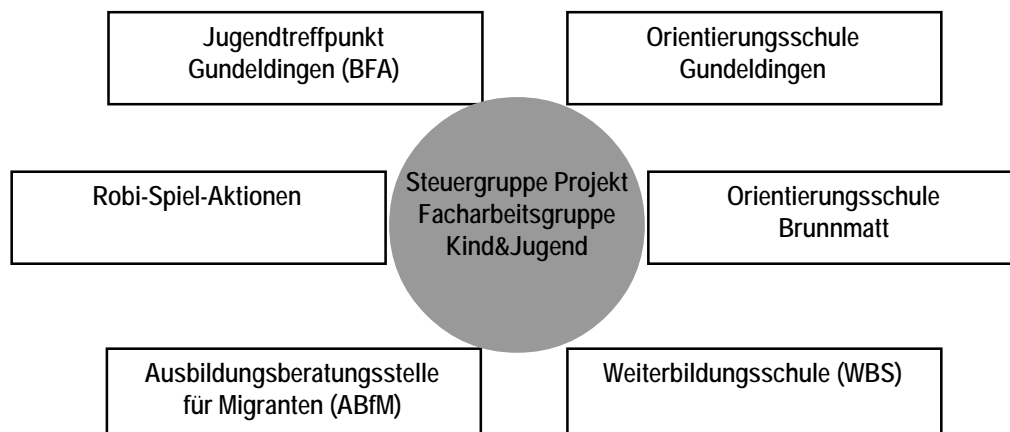 Jugendtreffpunkt
Gundeldingen (BFA)
Orientierungsschule
Gundeldingen
Robi-Spiel-Aktionen
Steuergruppe Projekt
Facharbeitsgruppe
Kind&Jugend
Orientierungsschule
Brunnmatt
Ausbildungsberatungsstelle
für Migranten (ABfM)
Weiterbildungsschule (WBS)